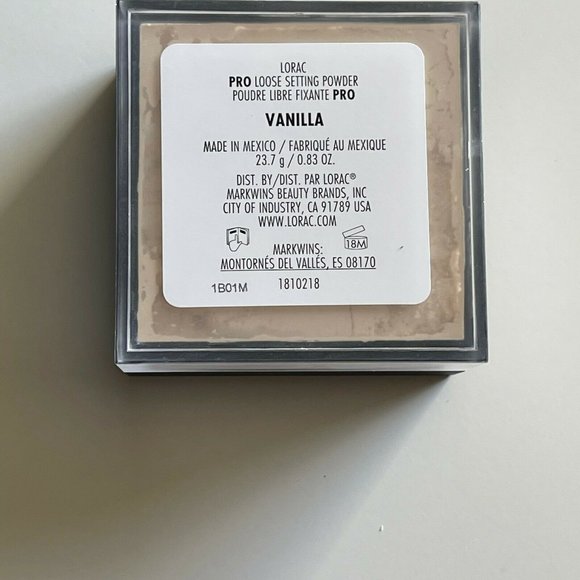 LORAC
PRO LOOSE SETTING POWDER
POUDRE LIBRE FIXANTE PRO
VANILLA
MADE IN MEXICO / FABRIQUÉ AU MEXIQUE
23.7 g / 0.83 OZ.
DIST. BY/DIST. PAR LORAC®
MARKWINS BEAUTY BRANDS, INC
CITY OF INDUSTRY, CA 91789 USA
WWW.LORAC.COM
18M
MARKWINS:
MONTORNÉS DEL VALLÉS, ES 08170
1B01M 1810218